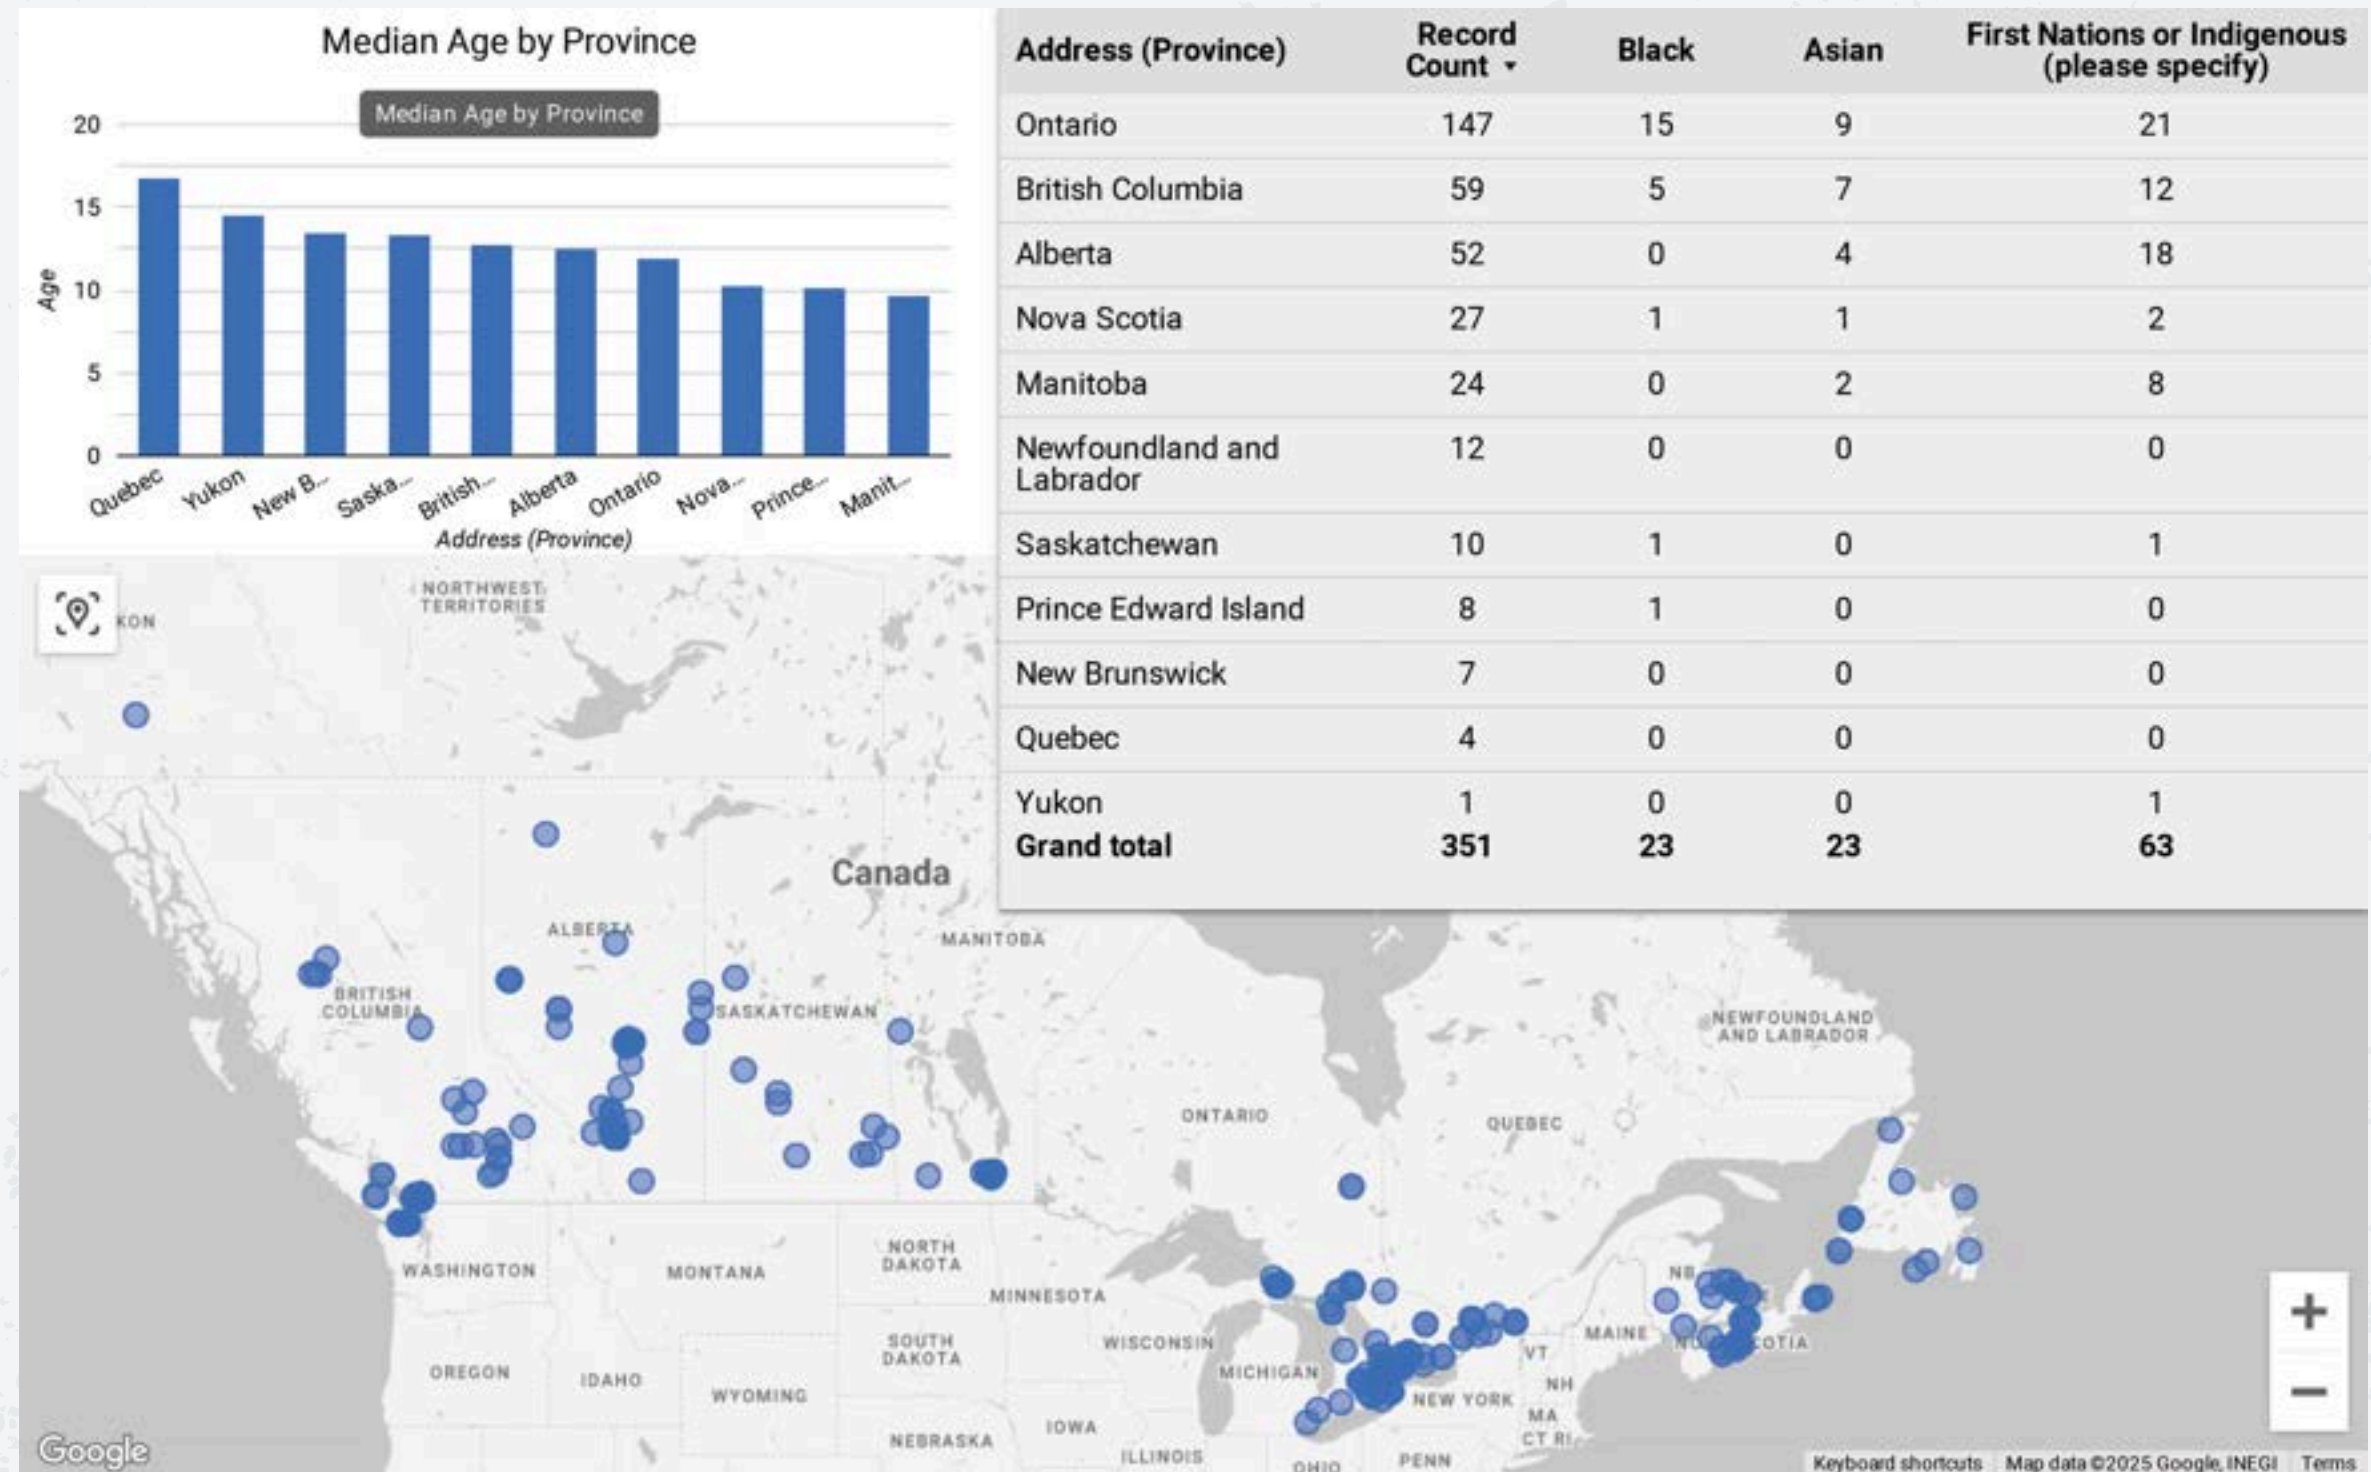 Median Age by Province
Median Age by Province
20
15
10
5
0
Age
Quebec
Yukon
New B...
Saska...
British...
Alberta
Ontario
Nova...
Prince...
Manit...
Address (Province)
Address (Province) Record Count Black Asian First Nations or Indigenous (please specify)
Ontario 147 15 9 21
British Columbia 59 5 7 12
Alberta 52 0 4 18
Nova Scotia 27 1 1 2
Manitoba 24 0 2 8
Newfoundland and
Labrador 12 0 0 0
Saskatchewan 10 1 0 1
Prince Edward Island 8 1 0 0
New Brunswick 7 0 0 0
Quebec 4 0 0 0
Yukon 1 0 0 1
Grand total 351 23 23 63
KON
NORTHWEST
TERRITORIES
Canada
ALBERTA
MANITOBA
BRITISH
COLUMBIA
SASKATCHEWAN
NEWFOUNDLAND
AND LABRADOR
ONTARIO
QUEBEC
WASHINGTON
MONTANA
NORTH
DAKOTA
MINNESOTA
NB
MAINE
SCOTIA
WISCONSIN
SOUTH
DAKOTA
VT
OREGON
IDAHO
MICHIGAN
NH
WYOMING
NEW YORK
MA
IOWA
CT RI
NEBRASKA
ILLINOIS
OHIO
PENN
Google
Keyboard shortcuts Map data ©2025 Google, INEGI Terms